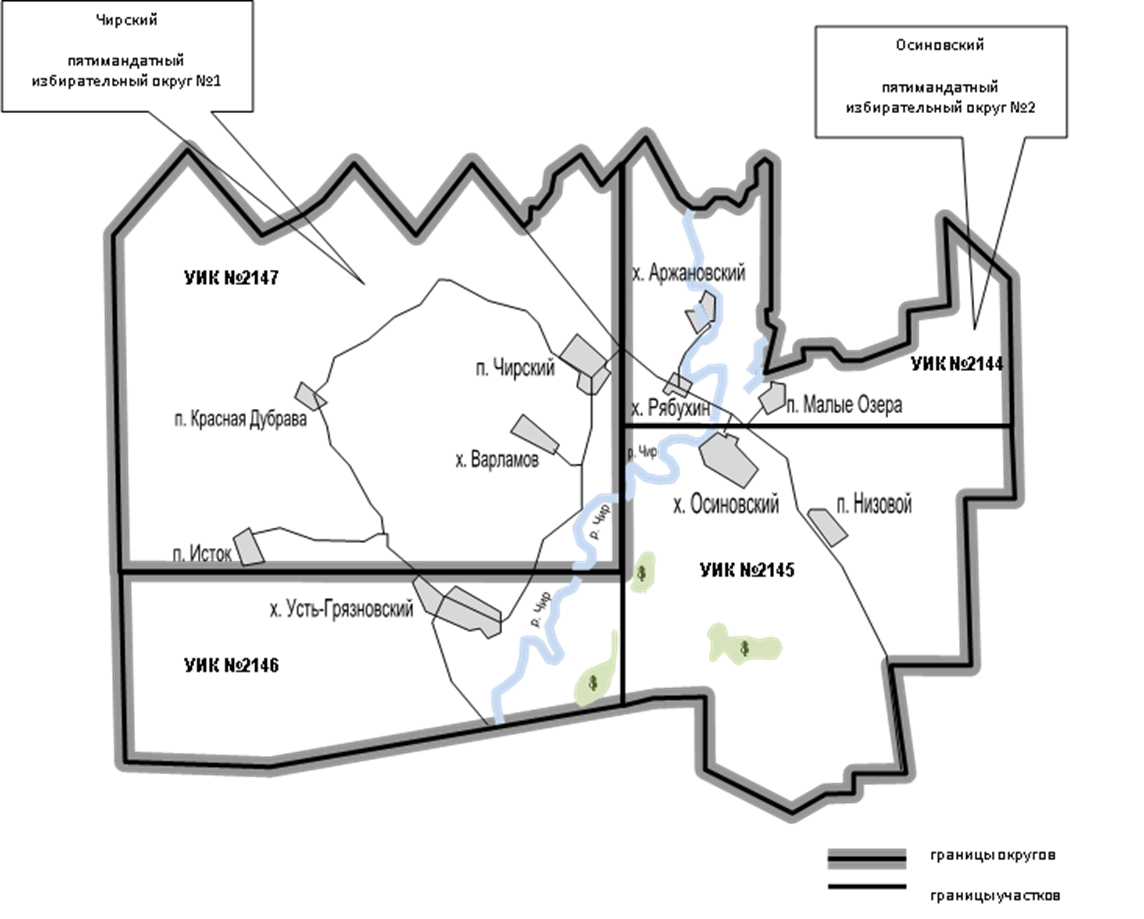 Чирский
пятимандатный
избирательный округ №1
Осиновский
пятимандатный
избирательный округ №2
УИК №2147
х. Аржановский
п. Чирский
УИК №2144
п. Красная Дубрава
х. Рябухин
п. Малые Озера
х. Варламов
р. Чир
х. Осиновский
п. Низовой
р. Чир
п. Исток
УИК №2145
х. Усть-Грязновский
р. Чир
УИК №2146
границы округов
границы участков